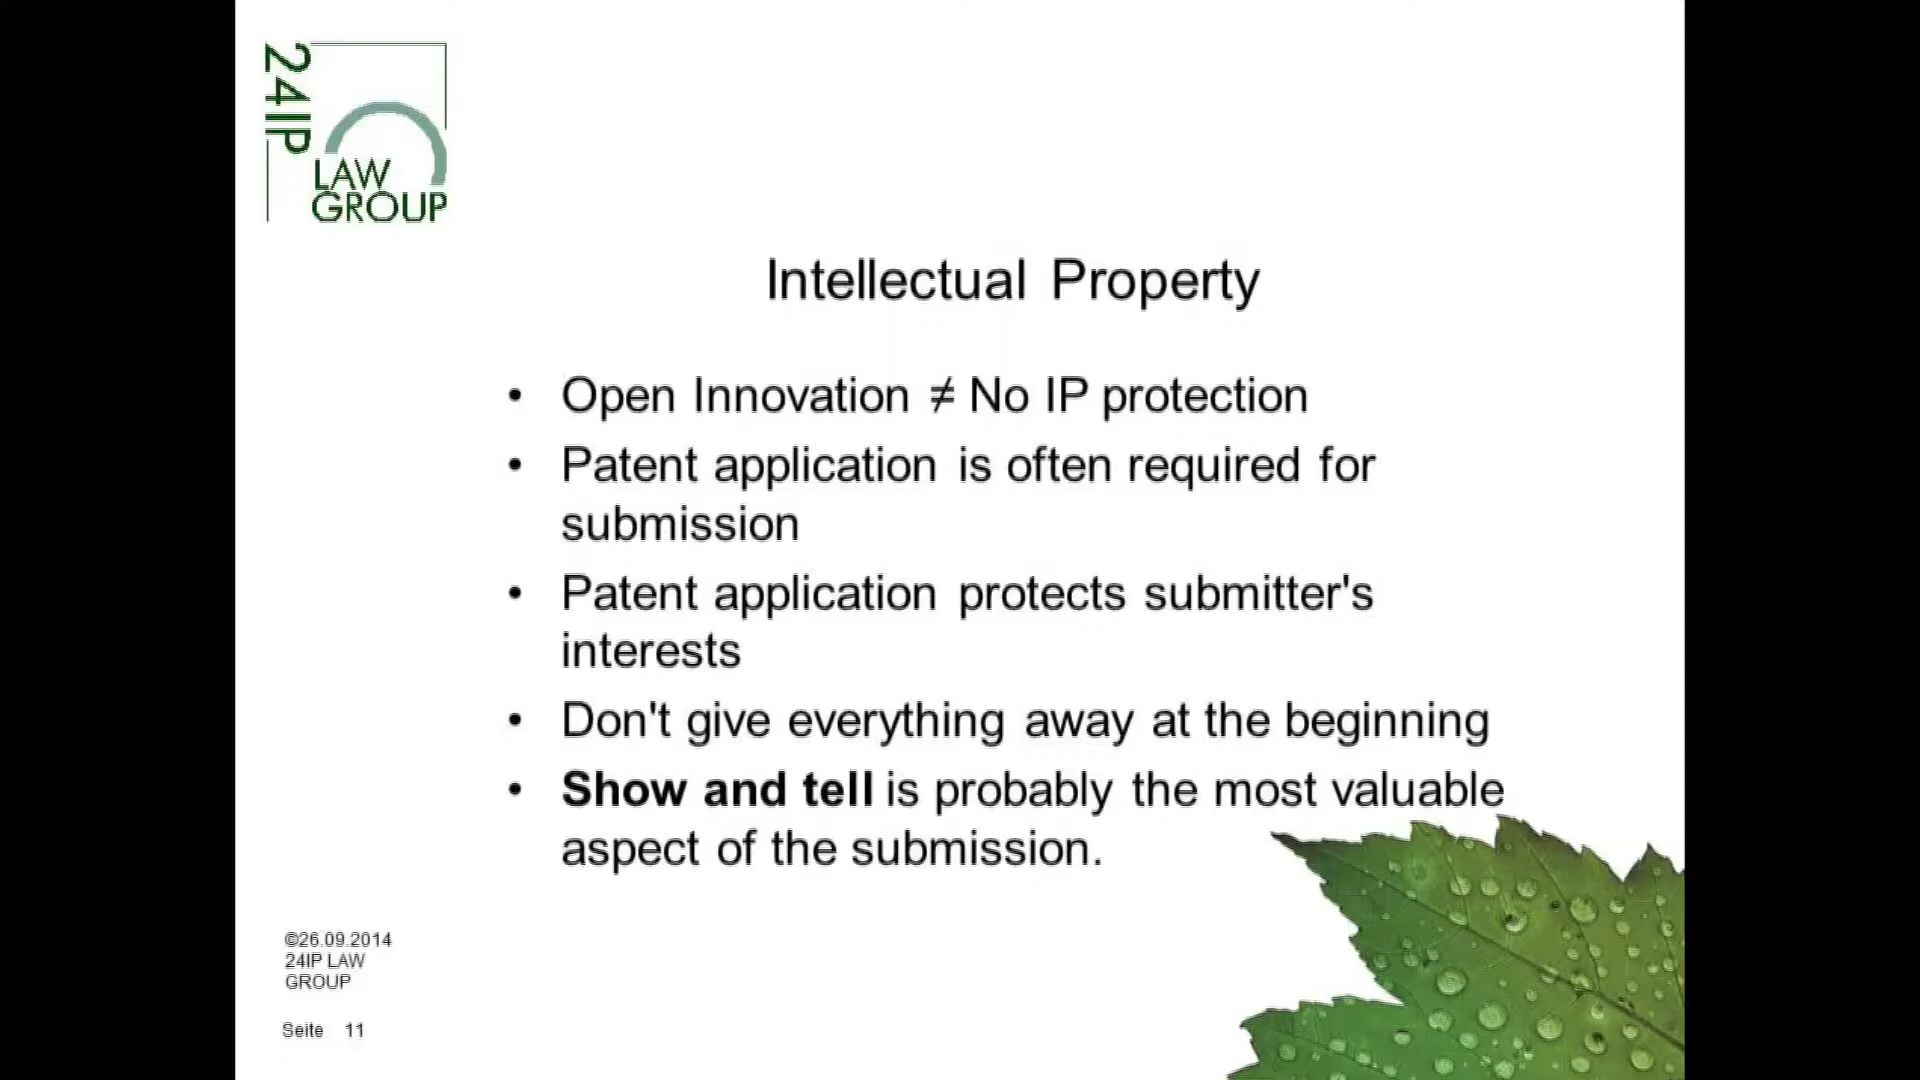 24IP
LAW
GROUP
Intellectual Property
• Open Innovation ≠ No IP protection
• Patent application is often required for
submission
• Patent application protects submitter's
interests
• Don't give everything away at the beginning
• Show and tell is probably the most valuable
aspect of the submission.
©26.09.2014
24IP LAW
GROUP
Seite 11